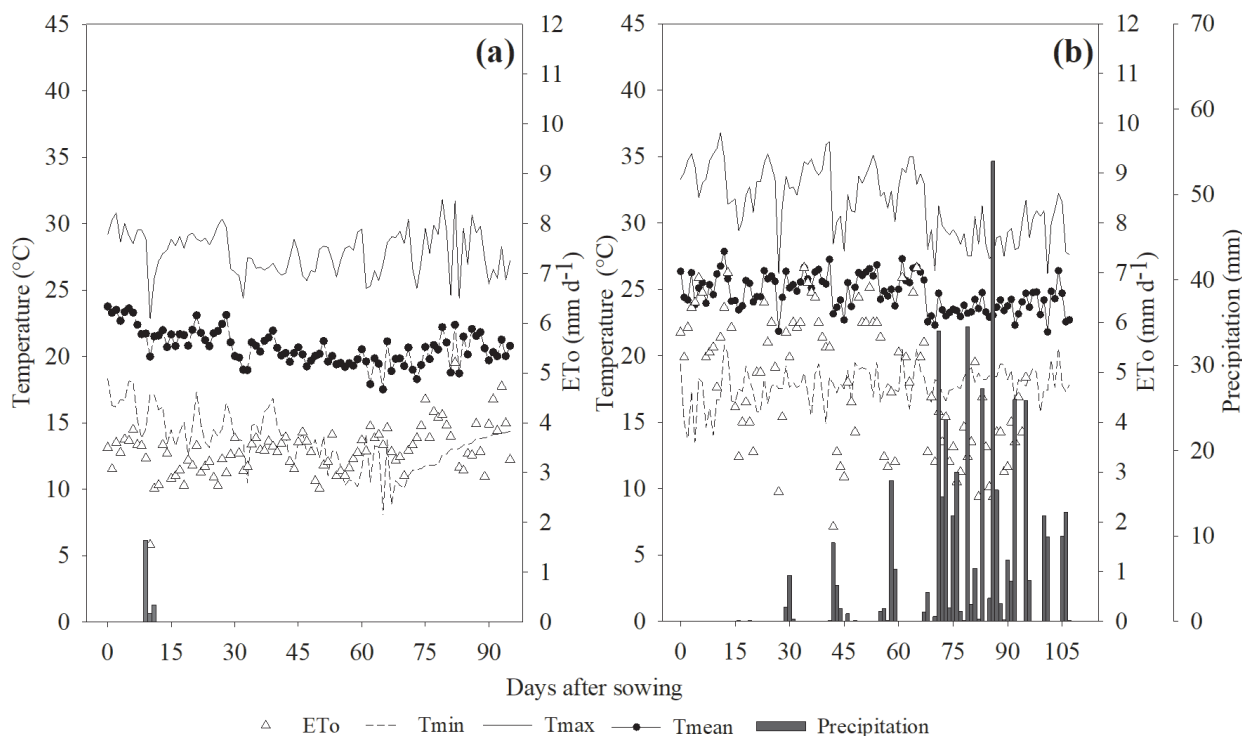 45 12 45 12 70
(a) (b)
40 11 40 11 60
35 10 35 10 50
30 9 30 9 40
25 8 25 8 30
20 7 20 7 20
15 6 15 6 10
10 5 10 5 0
5 4 5 4
0 3 0 3
2 2
1 1
0 0
Temperature (°C)
ETo (mm d-1)
Temperature (°C)
ETo (mm d-1)
Precipitation (mm)
0 15 30 45 60 75 90 0 15 30 45 60 75 90 105
Days after sowing
ETo Tmin Tmax Tmean Precipitation